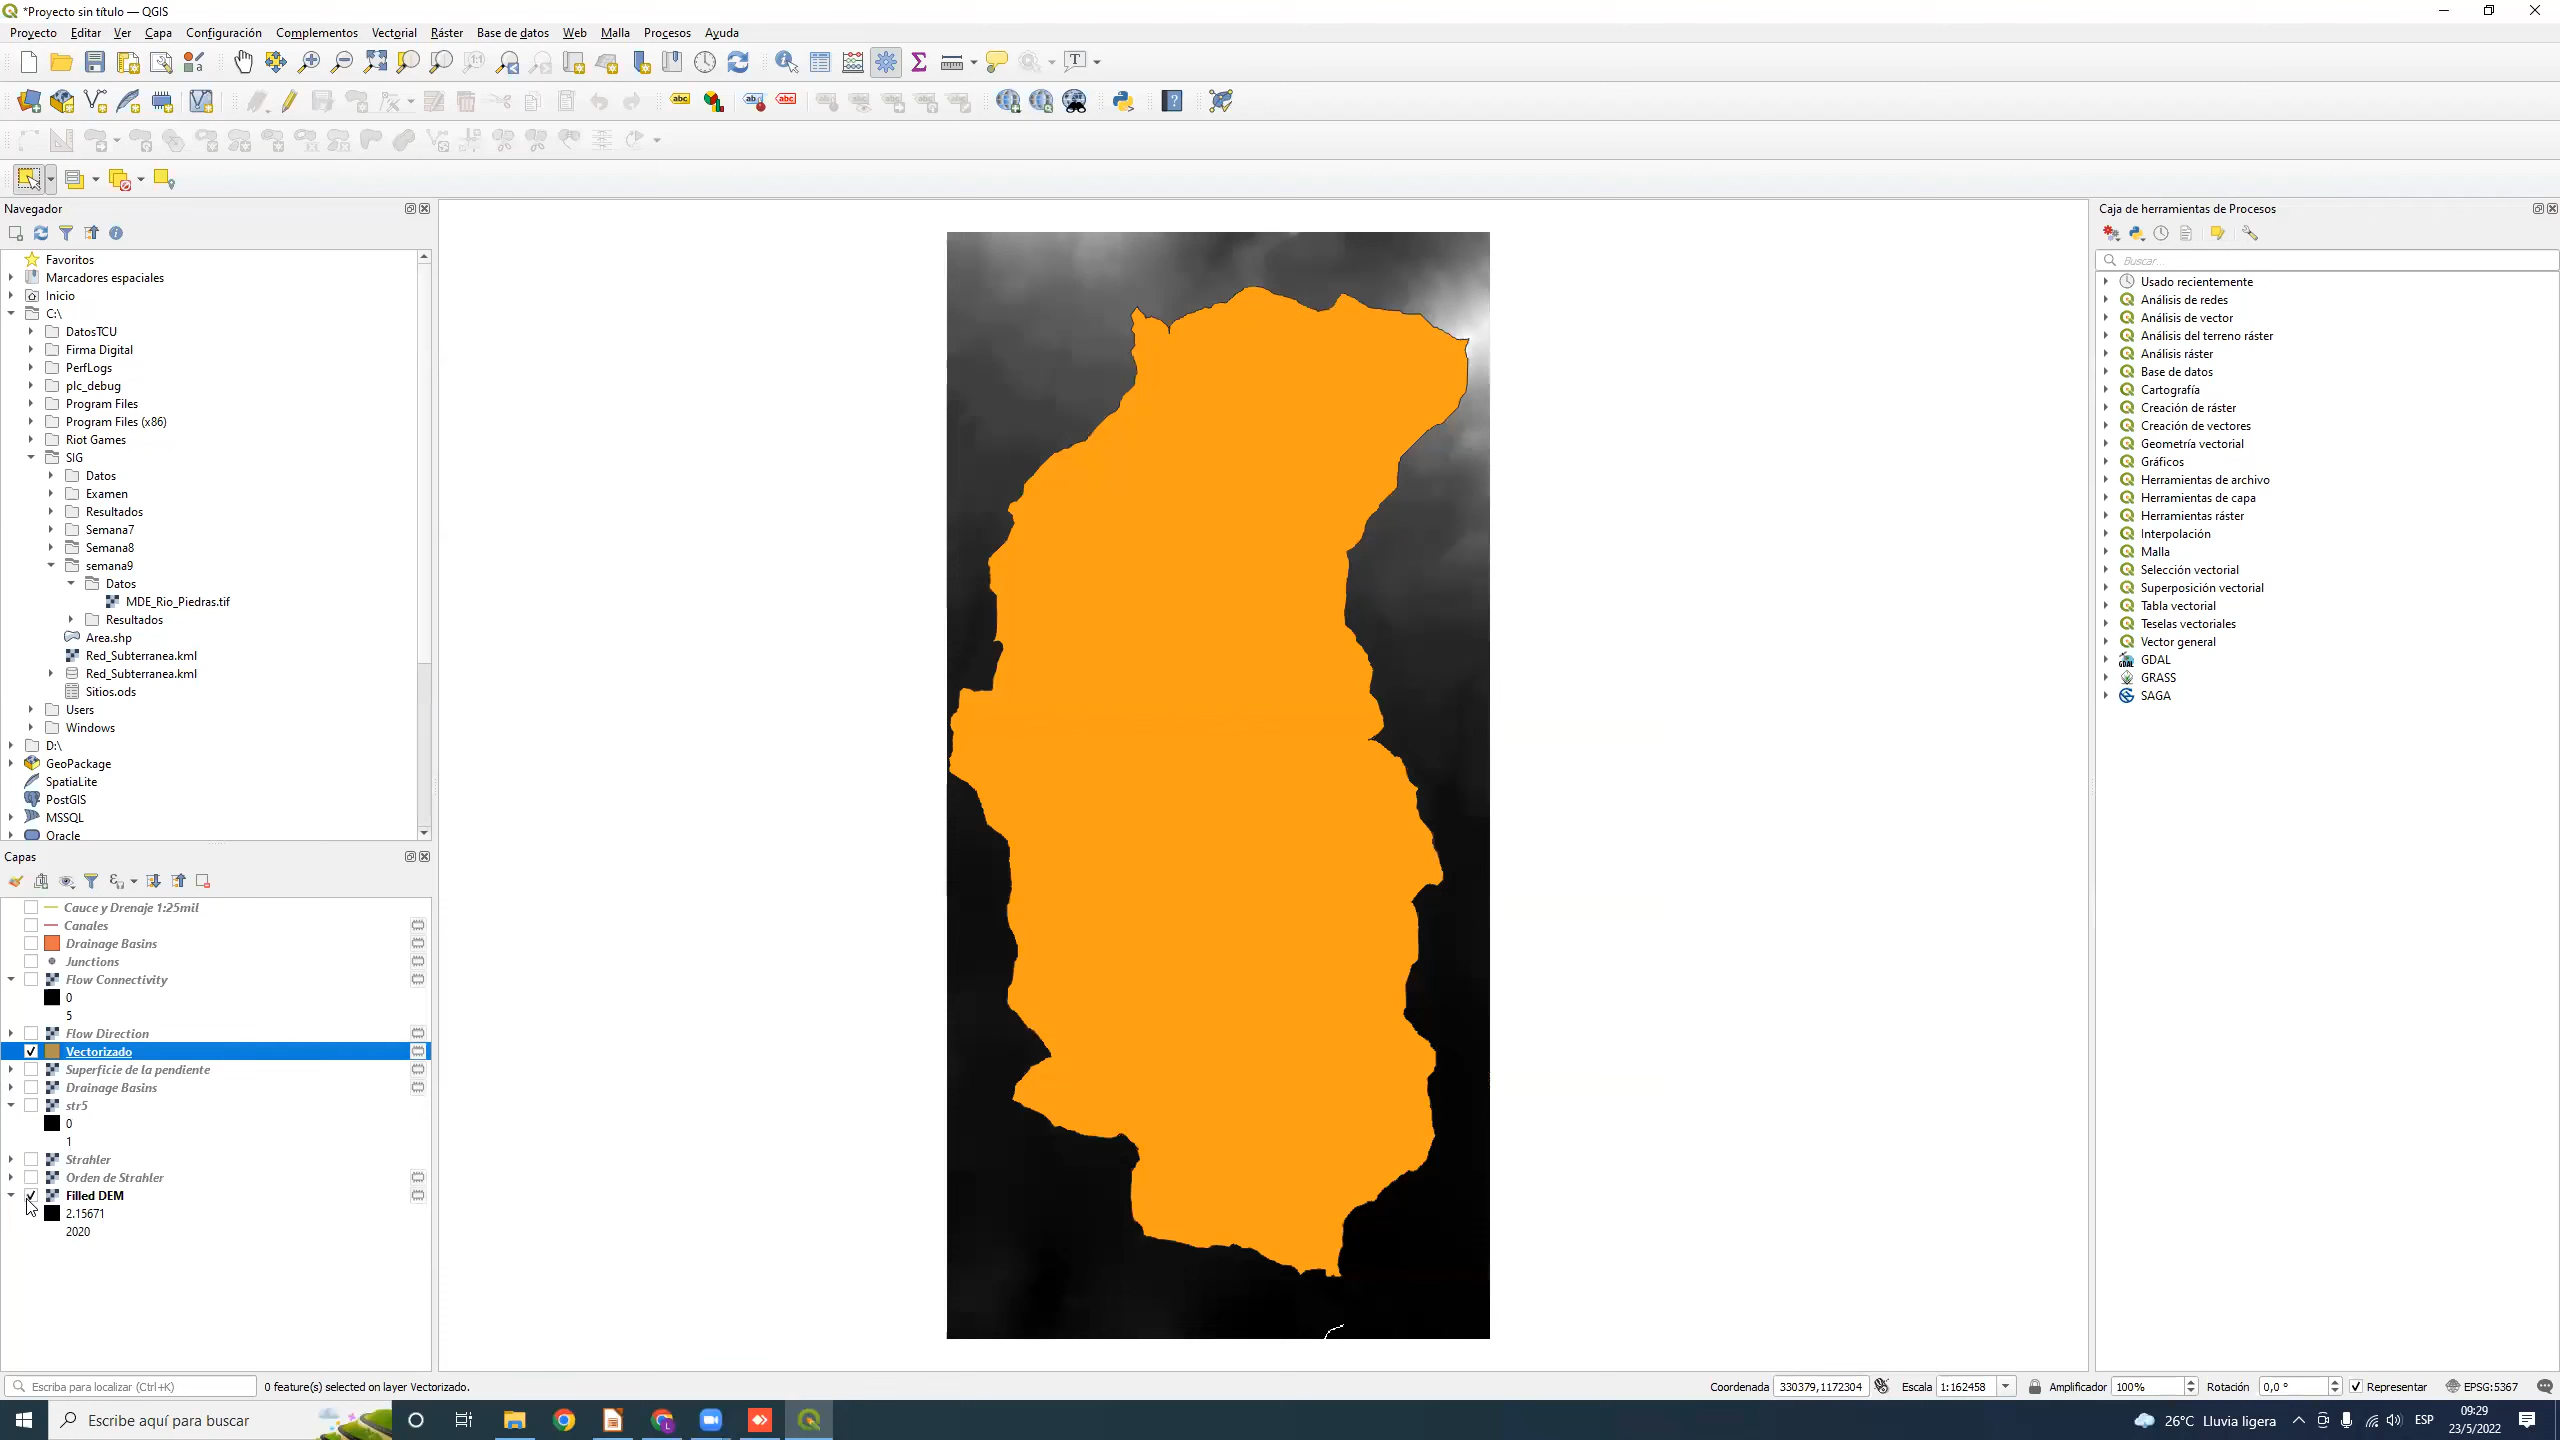 *Proyecto sin título — QGIS
Proyecto Editar Ver Capa Configuración Complementos Vectorial Ráster Base de datos Web Malla Procesos Ayuda
Navegador
Favoritos
Marcadores espaciales
Inicio
C:\
DatosTCU
Firma Digital
PerfLogs
plc_debug
Program Files
Program Files (x86)
Riot Games
SIG
Datos
Examen
Resultados
Semana7
Semana8
semana9
Datos
MDE_Rio_Piedras.tif
Resultados
Area.shp
Red_Subterranea.kml
Red_Subterranea.kml
Sitios.ods
Users
Windows
D:\
GeoPackage
SpatiaLite
PostGIS
MSSQL
Oracle
Capas
Cauce y Drenaje 1:25mil
Canales
Drainage Basins
Junctions
Flow Connectivity
0
5
Flow Direction
Vectorizado
Superficie de la pendiente
Drainage Basins
str5
0
1
Strahler
Orden de Strahler
Filled DEM
2.15671
2020
Caja de herramientas de Procesos
Buscar...
Usado recientemente
Análisis de redes
Análisis de vector
Análisis del terreno ráster
Análisis ráster
Base de datos
Cartografía
Creación de ráster
Creación de vectores
Geometría vectorial
Gráficos
Herramientas de archivo
Herramientas de capa
Herramientas ráster
Interpolación
Malla
Selección vectorial
Superposición vectorial
Tabla vectorial
Teselas vectoriales
Vector general
GDAL
GRASS
SAGA
Escriba para localizar (Ctrl+K) 0 feature(s) selected on layer Vectorizado. Coordenada 330379,1172304 Escala 1:162458 Amplificador 100% Rotación 0,0 ° Representar EPSG:5367
Escribe aquí para buscar 26°C Lluvia ligera ESP 09:29
23/5/2022